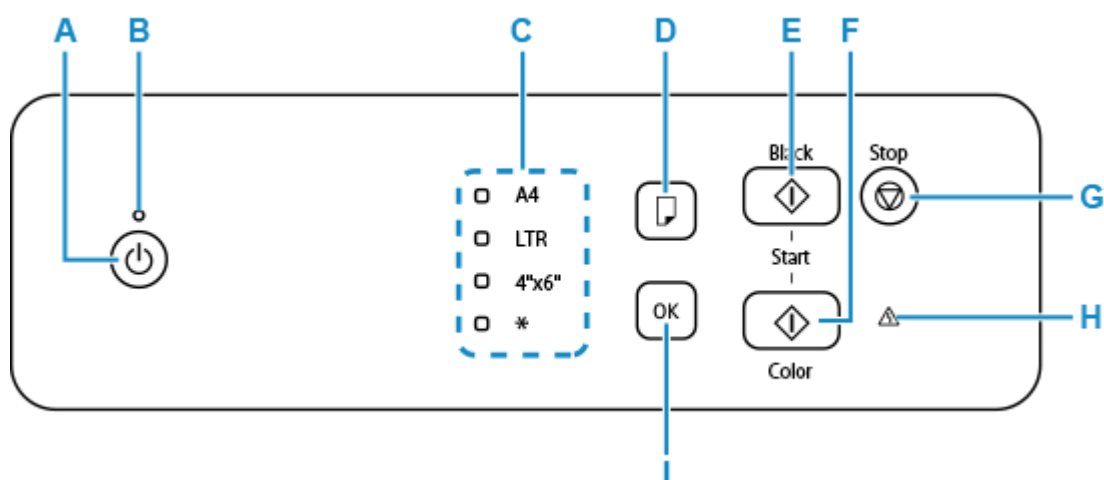 A B C D E F
Black Stop
A4
G
LTR
Start
4"x6"
OK
H
*
Color
I